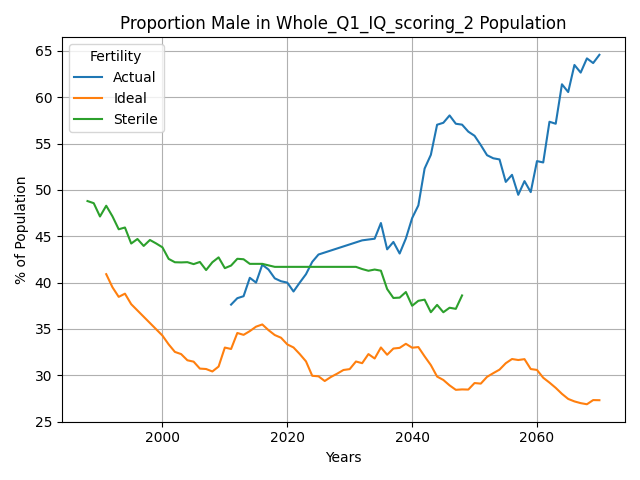 Proportion Male in Whole_Q1_IQ_scoring_2 Population
Fertility
Actual
Ideal
Sterile
% of Population
65
60
55
50
45
40
35
30
25
2000
2020
2040
2060
Years